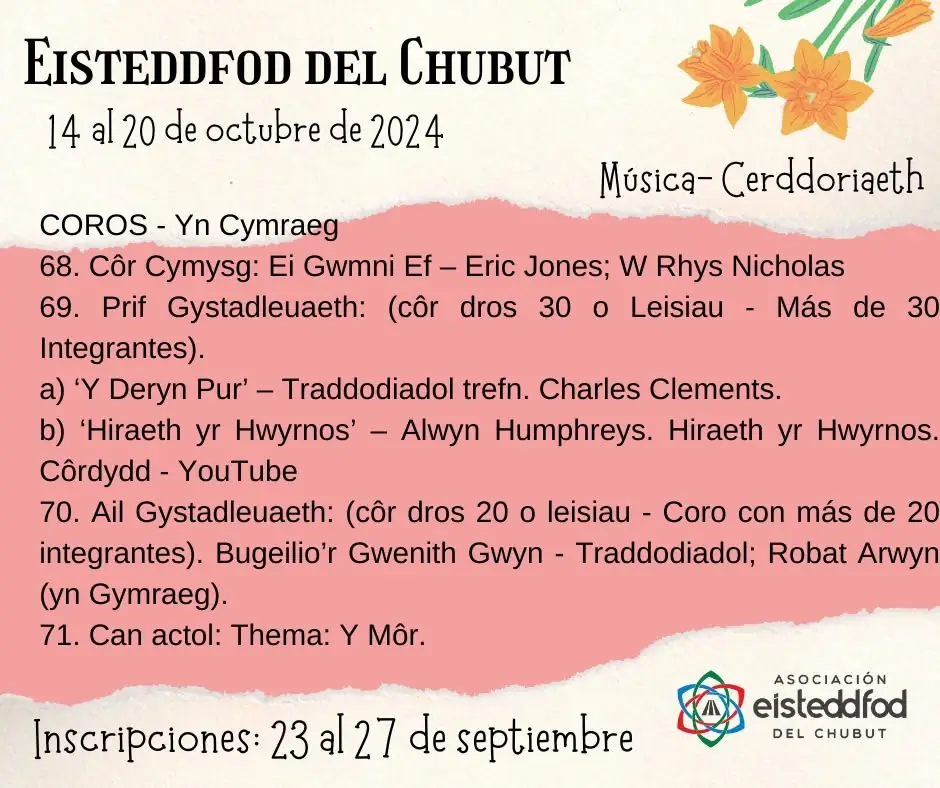 Eisteddfod del Chubut
14 al 20 de octubre de 2024
Música- Cerddoriaeth
COROS - Yn Cymraeg
68. Côr Cymysg: Ei Gwmni Ef – Eric Jones; W Rhys Nicholas
69. Prif Gystadleuaeth: (côr dros 30 o Leisiau - Más de 30
Integrantes).
a) ‘Y Deryn Pur’ – Traddodiadol trefn. Charles Clements.
b) ‘Hiraeth yr Hwyrnos’ – Alwyn Humphreys. Hiraeth yr Hwyrnos.
Côrdydd - YouTube
70. Ail Gystadleuaeth: (côr dros 20 o leisiau - Coro con más de 20
integrantes). Bugeilio’r Gwenith Gwyn - Traddodiadol; Robat Arwyn
(yn Gymraeg).
71. Can actol: Thema: Y Môr.
Inscripciones: 23 al 27 de septiembre
ASOCIACIÓN
eisteddfod
DEL CHUBUT